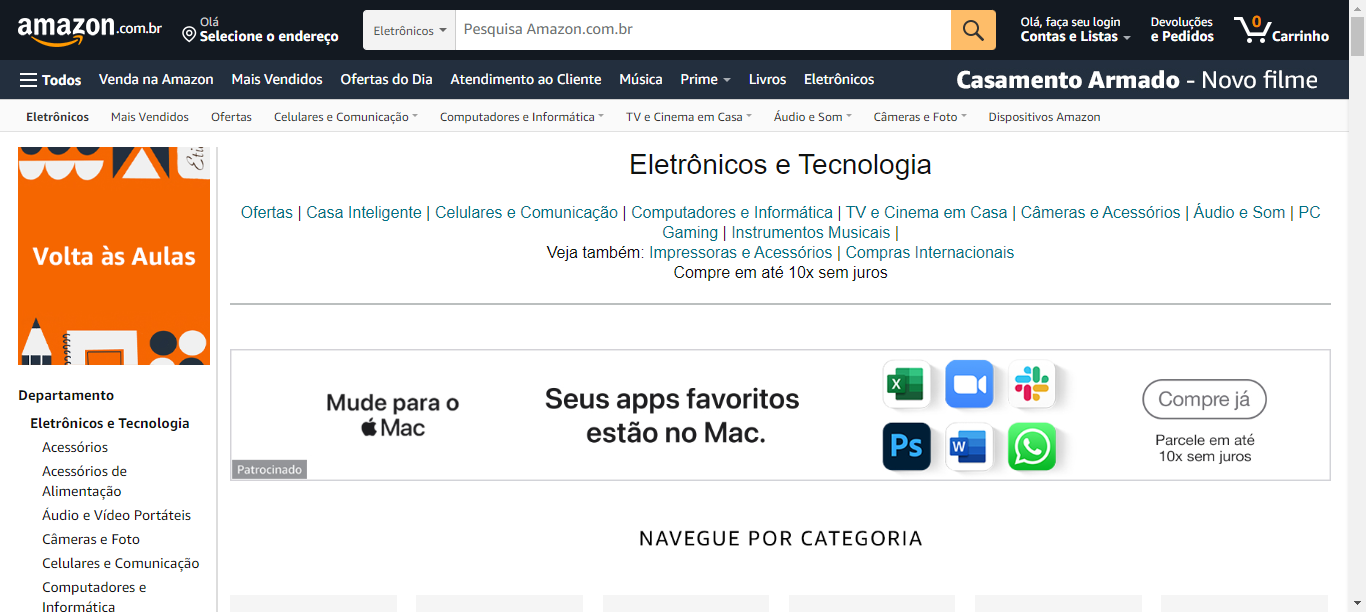 amazon.com.br
Olá
Selecione o endereço
Eletrônicos
Pesquisa Amazon.com.br
Olá, faça seu login
Contas e Listas
Devoluções
e Pedidos
0
Carrinho
Todos
Venda na Amazon
Mais Vendidos
Ofertas do Dia
Atendimento ao Cliente
Música
Prime
Livros
Eletrônicos
Casamento Armado - Novo filme
Eletrônicos
Mais Vendidos
Ofertas
Celulares e Comunicação
Computadores e Informática
TV e Cinema em Casa
Áudio e Som
Câmeras e Foto
Dispositivos Amazon
Volta às Aulas
Departamento
Eletrônicos e Tecnologia
Acessórios
Acessórios de
Alimentação
Áudio e Vídeo Portáteis
Câmeras e Foto
Celulares e Comunicação
Computadores e
Informática
Eletrônicos e Tecnologia
Ofertas | Casa Inteligente | Celulares e Comunicação | Computadores e Informática | TV e Cinema em Casa | Câmeras e Acessórios | Áudio e Som | PC
Gaming | Instrumentos Musicais |
Veja também: Impressoras e Acessórios | Compras Internacionais
Compre em até 10x sem juros
Mude para o
Mac
Patrocinado
Seus apps favoritos
estão no Mac.
X
Ps
W
Compre já
Parcele em até
10x sem juros
NAVEGUE POR CATEGORIA